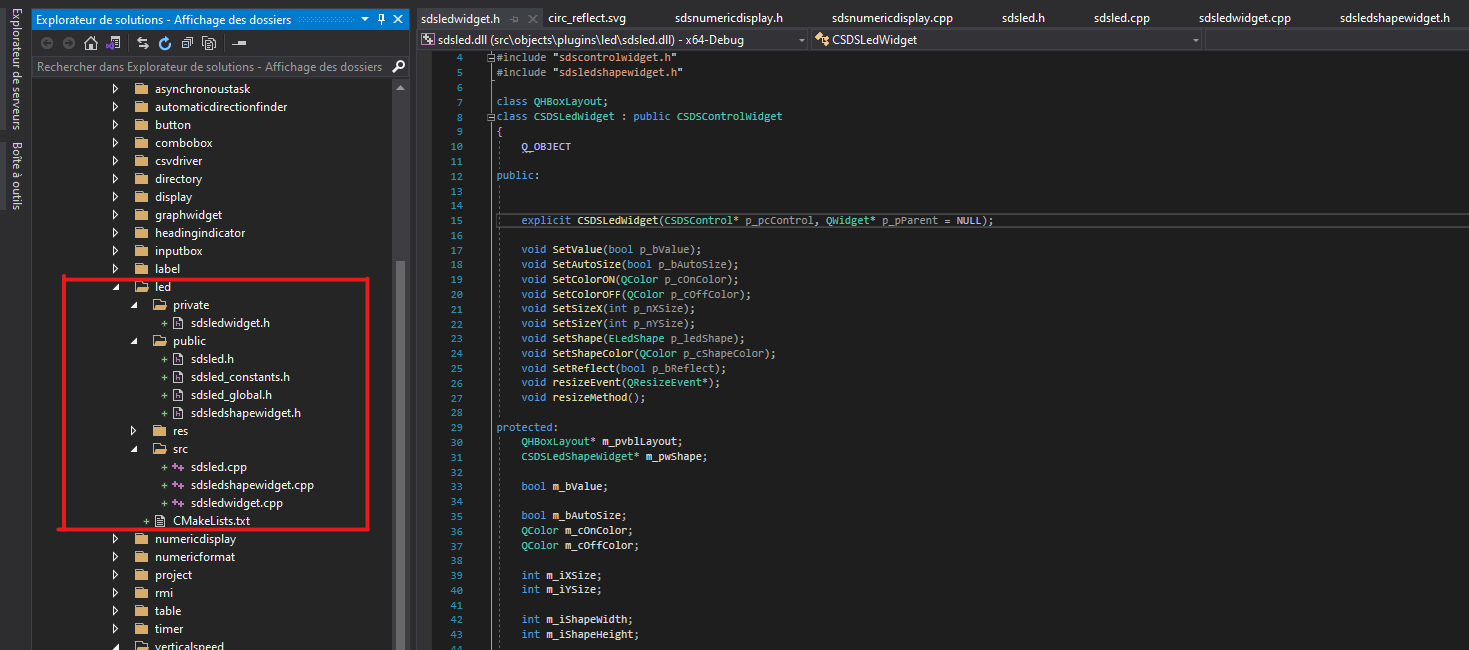 Explorateur de serveurs
Boîte à outils
Explorateur de solutions - Affichage des dossiers
Rechercher dans Explorateur de solutions - Affichage des dossiers
asynchronoustask
automaticdirectionfinder
button
combobox
csvdriver
directory
display
graphwidget
headingindicator
inputbox
label
led
private
sdsledwidget.h
public
sdsled.h
sdsled_constants.h
sdsled_global.h
sdsledshapewidget.h
res
src
sdsled.cpp
sdsledshapewidget.cpp
sdsledwidget.cpp
CMakeLists.txt
numericdisplay
numericformat
project
rmi
table
timer
verticalspeed
sdsledwidget.h circ_reflect.svg sdsnumericdisplay.h sdsnumericdisplay.cpp sdsled.h sdsled.cpp sdsledwidget.cpp sdsledshapewidget.h
sdsled.dll (src\objects\plugins\led\sdsled.dll) - x64-Debug CSDSLedWidget
4 #include "sdscontrolwidget.h"
5 #include "sdsledshapewidget.h"
6
7 class QHBoxLayout;
8 class CSDSLedWidget : public CSDSControlWidget
9 {
10 Q_OBJECT
11
12 public:
13
14
15 explicit CSDSLedWidget(CSDSControl* p_pcControl, QWidget* p_pParent = NULL);
16
17 void SetValue(bool p_bValue);
18 void SetAutoSize(bool p_bAutoSize);
19 void SetColorON(QColor p_cOnColor);
20 void SetColorOFF(QColor p_cOffColor);
21 void SetSizeX(int p_nXSize);
22 void SetSizeY(int p_nYSize);
23 void SetShape(ELedShape p_ledShape);
24 void SetShapeColor(QColor p_cShapeColor);
25 void SetReflect(bool p_bReflect);
26 void resizeEvent(QResizeEvent*);
27 void resizeMethod();
28
29 protected:
30 QHBoxLayout* m_pvblLayout;
31 CSDSLedShapeWidget* m_pwShape;
32
33 bool m_bValue;
34
35 bool m_bAutoSize;
36 QColor m_cOnColor;
37 QColor m_cOffColor;
38
39 int m_iXSize;
40 int m_iYSize;
41
42 int m_iShapeWidth;
43 int m_iShapeHeight;
44